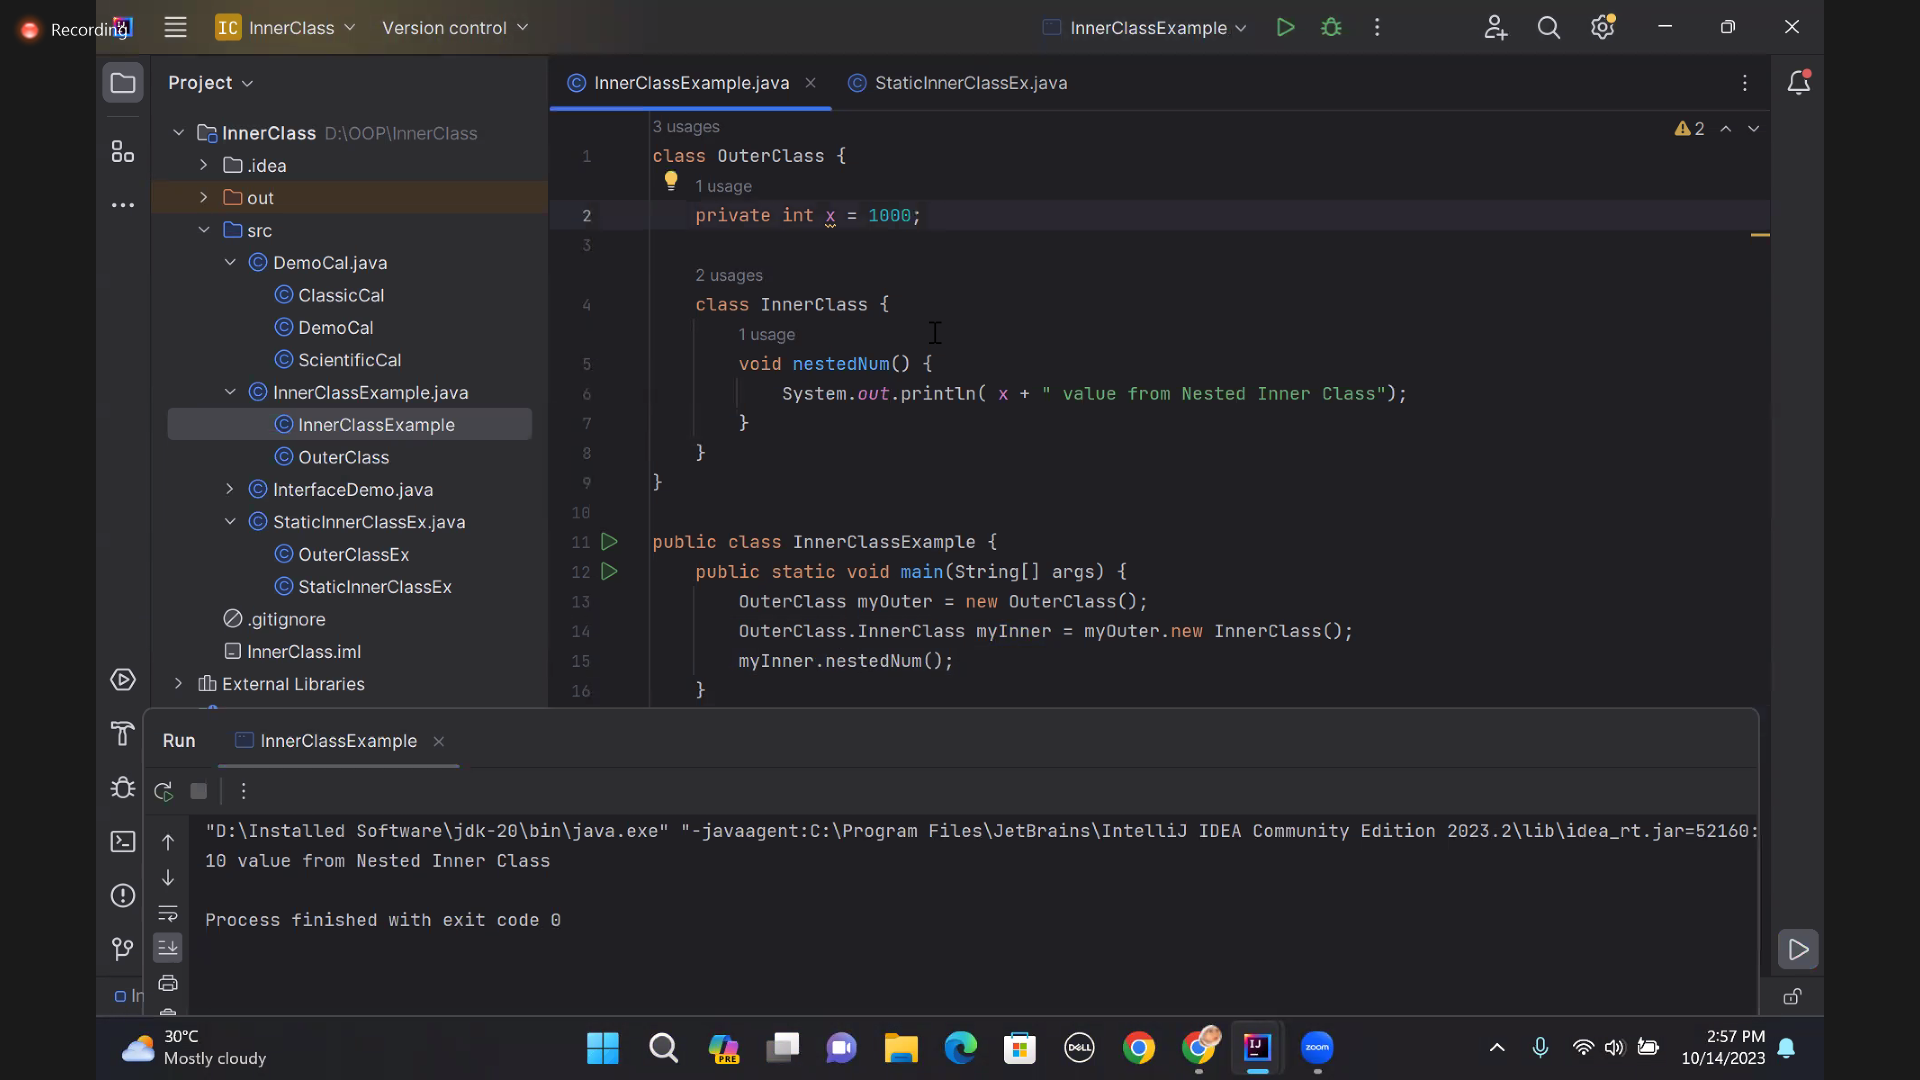 Recording
IC InnerClass Version control InnerClassExample
Project
InnerClassExample.java StaticInnerClassEx.java
InnerClass D:\OOP\InnerClass
.idea
out
src
DemoCal.java
ClassicCal
DemoCal
ScientificCal
InnerClassExample.java
InnerClassExample
OuterClass
InterfaceDemo.java
StaticInnerClassEx.java
OuterClassEx
StaticInnerClassEx
.gitignore
InnerClass.iml
External Libraries
3 usages
2
1 class OuterClass {
1 usage
2 private int x = 1000;
3
2 usages
4 class InnerClass {
1 usage
5 void nestedNum() {
6 System.out.println( x + " value from Nested Inner Class");
7 }
8 }
9 }
10
11 public class InnerClassExample {
12 public static void main(String[] args) {
13 OuterClass myOuter = new OuterClass();
14 OuterClass.InnerClass myInner = myOuter.new InnerClass();
15 myInner.nestedNum();
16 }
Run InnerClassExample
"D:\Installed Software\jdk-20\bin\java.exe" "-javaagent:C:\Program Files\JetBrains\IntelliJ IDEA Community Edition 2023.2\lib\idea_rt.jar=52160:
10 value from Nested Inner Class
Process finished with exit code 0
In
30°C
Mostly cloudy
PRE
DELL
IJ
zoom
2:57 PM
10/14/2023